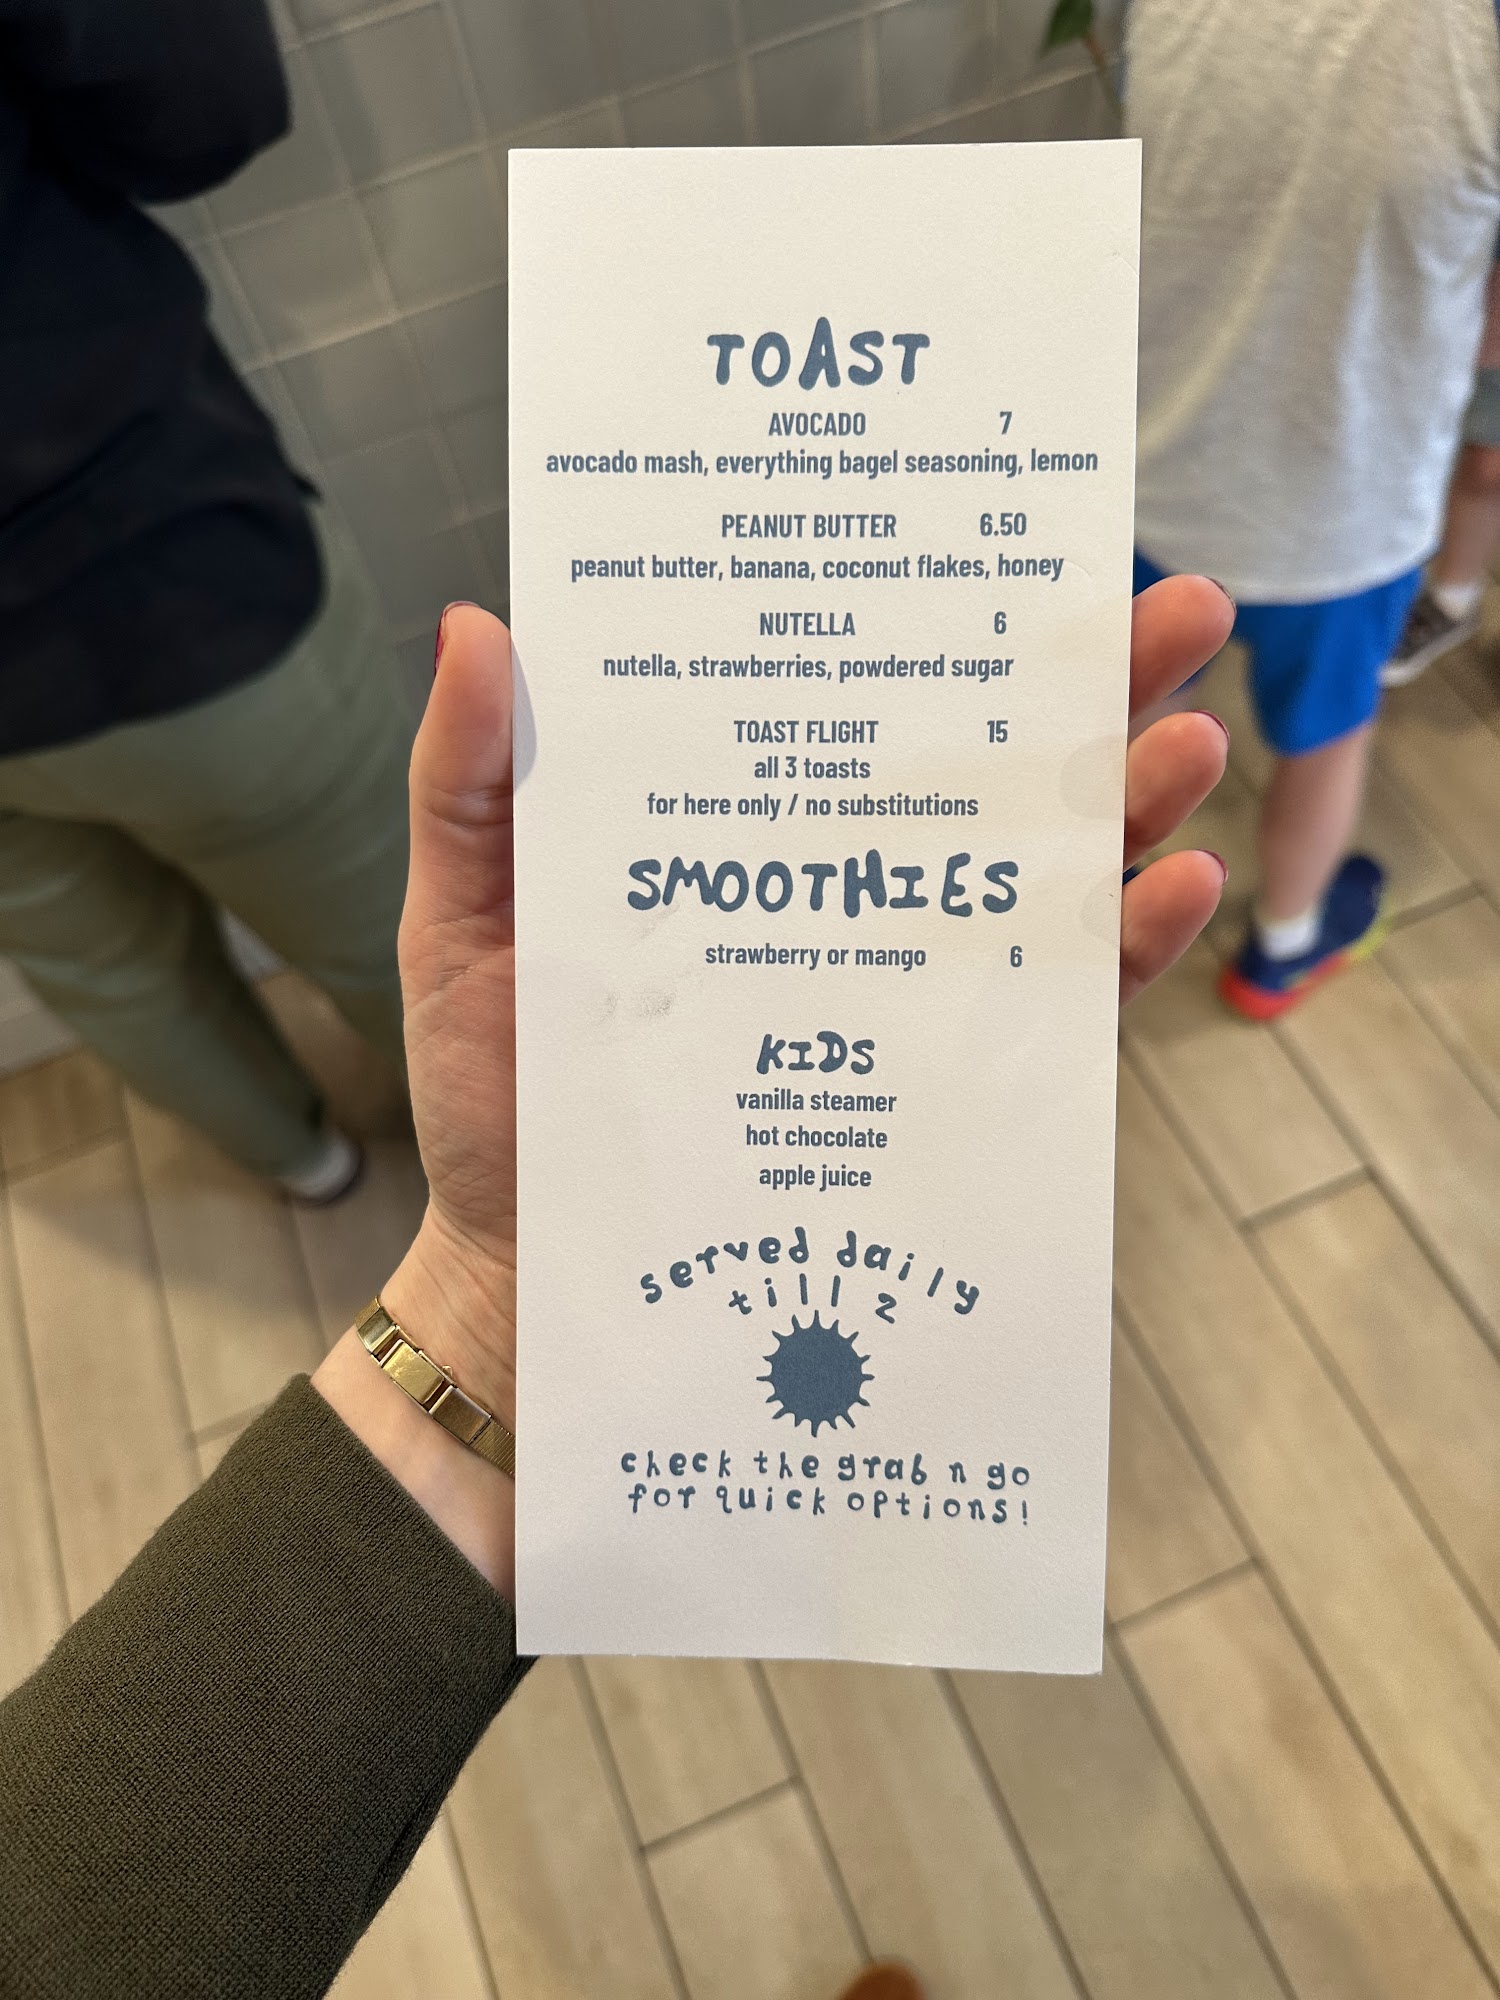 TOAST
AVOCADO 7
avocado mash, everything bagel seasoning, lemon
PEANUT BUTTER 6.50
peanut butter, banana, coconut flakes, honey
NUTELLA 6
nutella, strawberries, powdered sugar
TOAST FLIGHT 15
all 3 toasts
for here only / no substitutions
SMOOTHIES
strawberry or mango 6
KIDS
vanilla steamer
hot chocolate
apple juice
served daily
till 2
check the grab n go
for quick options!